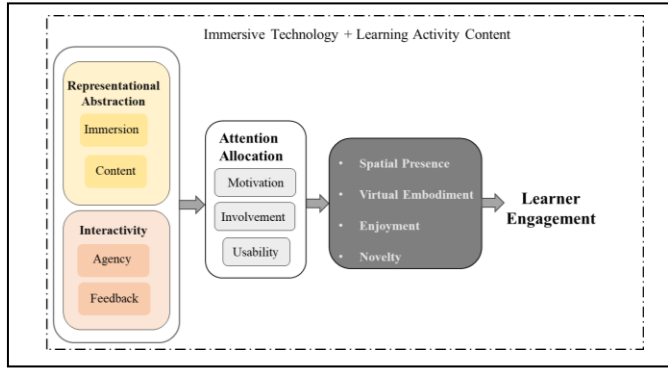 Immersive Technology + Learning Activity Content
Representational
Abstraction
Immersion
Content
Interactivity
Agency
Feedback
Attention
Allocation
Motivation
Involvement
Usability
• Spatial Presence
• Virtual Embodiment
• Enjoyment
• Novelty
Learner
Engagement